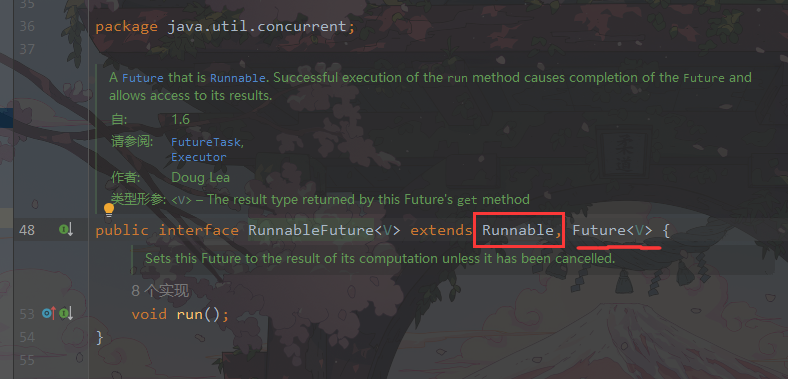 35
36 package java.util.concurrent;
37
A Future that is Runnable. Successful execution of the run method causes completion of the Future and
allows access to its results.
自: 1.6
请参阅: FutureTask,
Executor
作者: Doug Lea
类型形参: <V> – The result type returned by this Future's get method
48 public interface RunnableFuture<V> extends Runnable, Future<V> {
Sets this Future to the result of its computation unless it has been cancelled.
8 个实现
53 void run();
54 }
55